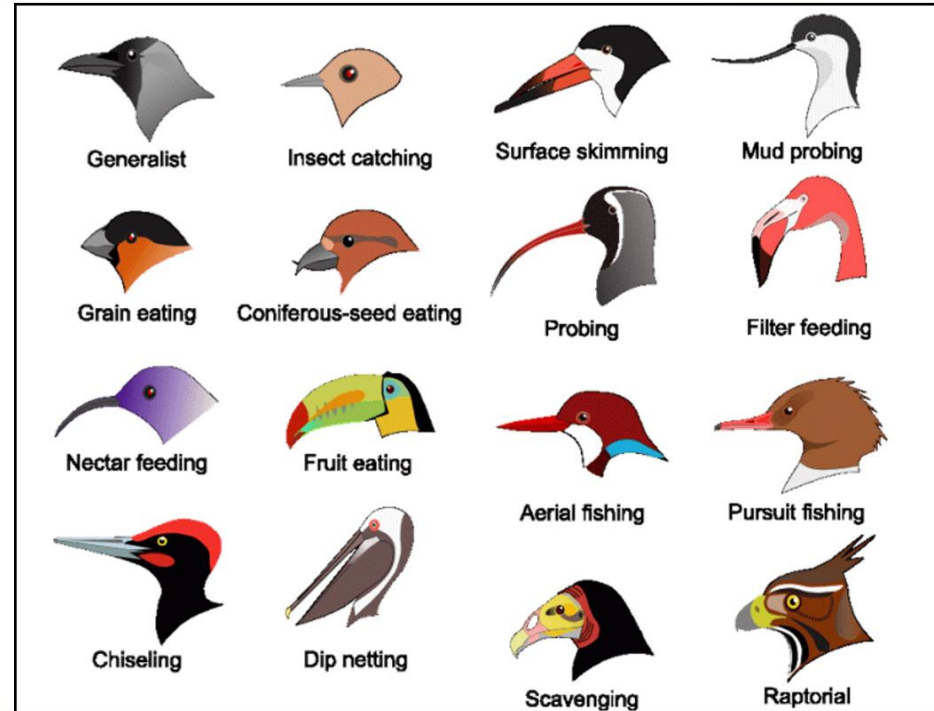 Generalist
Insect catching
Surface skimming
Mud probing
Grain eating
Coniferous-seed eating
Probing
Filter feeding
Nectar feeding
Fruit eating
Aerial fishing
Pursuit fishing
Chiseling
Dip netting
Scavenging
Raptorial